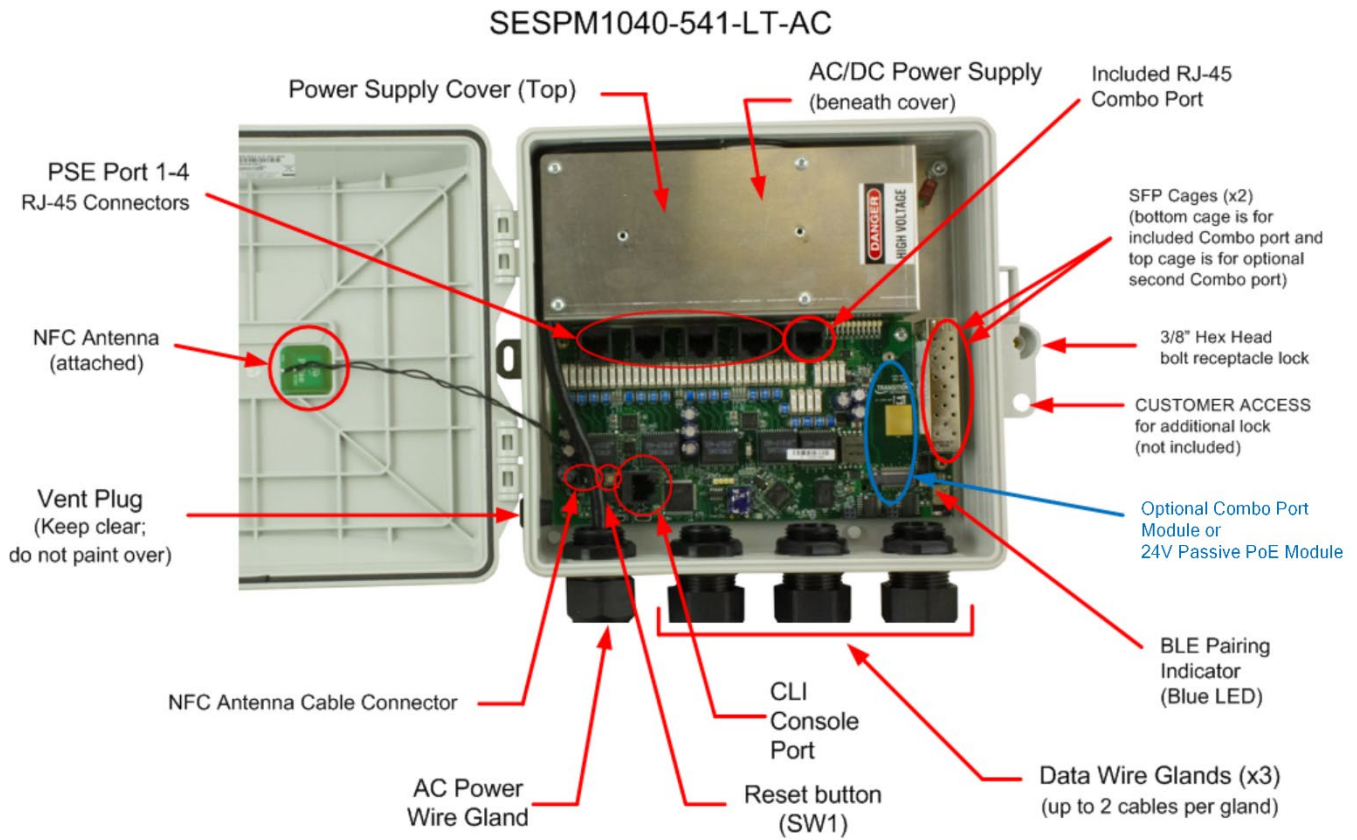 SESPM1040-541-LT-AC
Power Supply Cover (Top)
AC/DC Power Supply
(beneath cover)
Included RJ-45
Combo Port
PSE Port 1-4
RJ-45 Connectors
DANGER
HIGH VOLTAGE
SFP Cages (x2)
(bottom cage is for
included Combo port and
top cage is for optional
second Combo port)
NFC Antenna
(attached)
3/8” Hex Head
bolt receptacle lock
TRANSITION
CUSTOMER ACCESS
for additional lock
(not included)
Vent Plug
(Keep clear;
do not paint over)
Optional Combo Port
Module or
24V Passive PoE Module
BLE Pairing
Indicator
(Blue LED)
NFC Antenna Cable Connector
CLI
Console
Port
AC Power
Wire Gland
Reset button
(SW1)
Data Wire Glands (x3)
(up to 2 cables per gland)